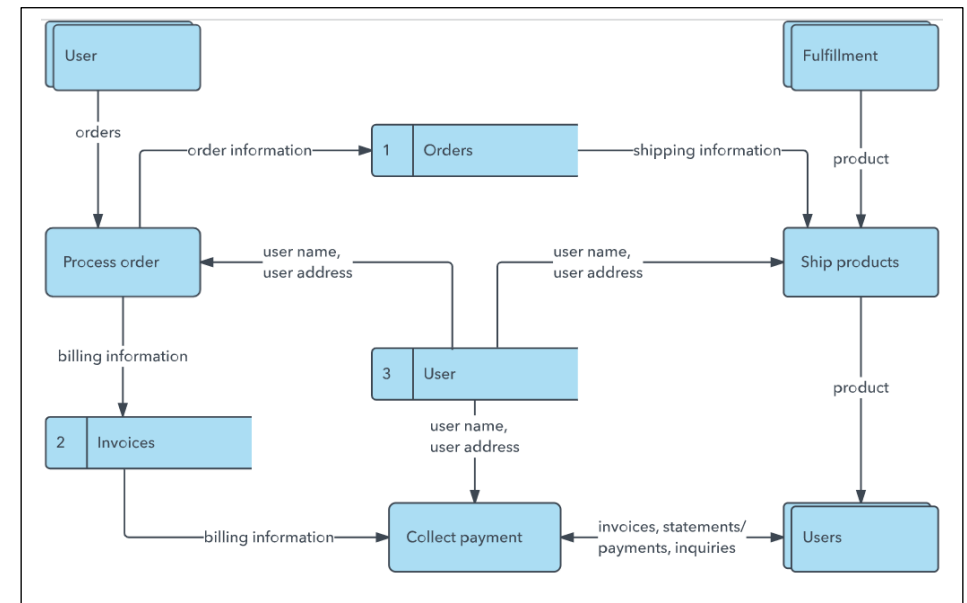 User
Fulfillment
orders
order information
1 Orders
shipping information
product
Process order
user name,
user address
user name,
user address
Ship products
billing information
3 User
product
2 Invoices
user name,
user address
billing information
Collect payment
invoices, statements/
payments, inquiries
Users